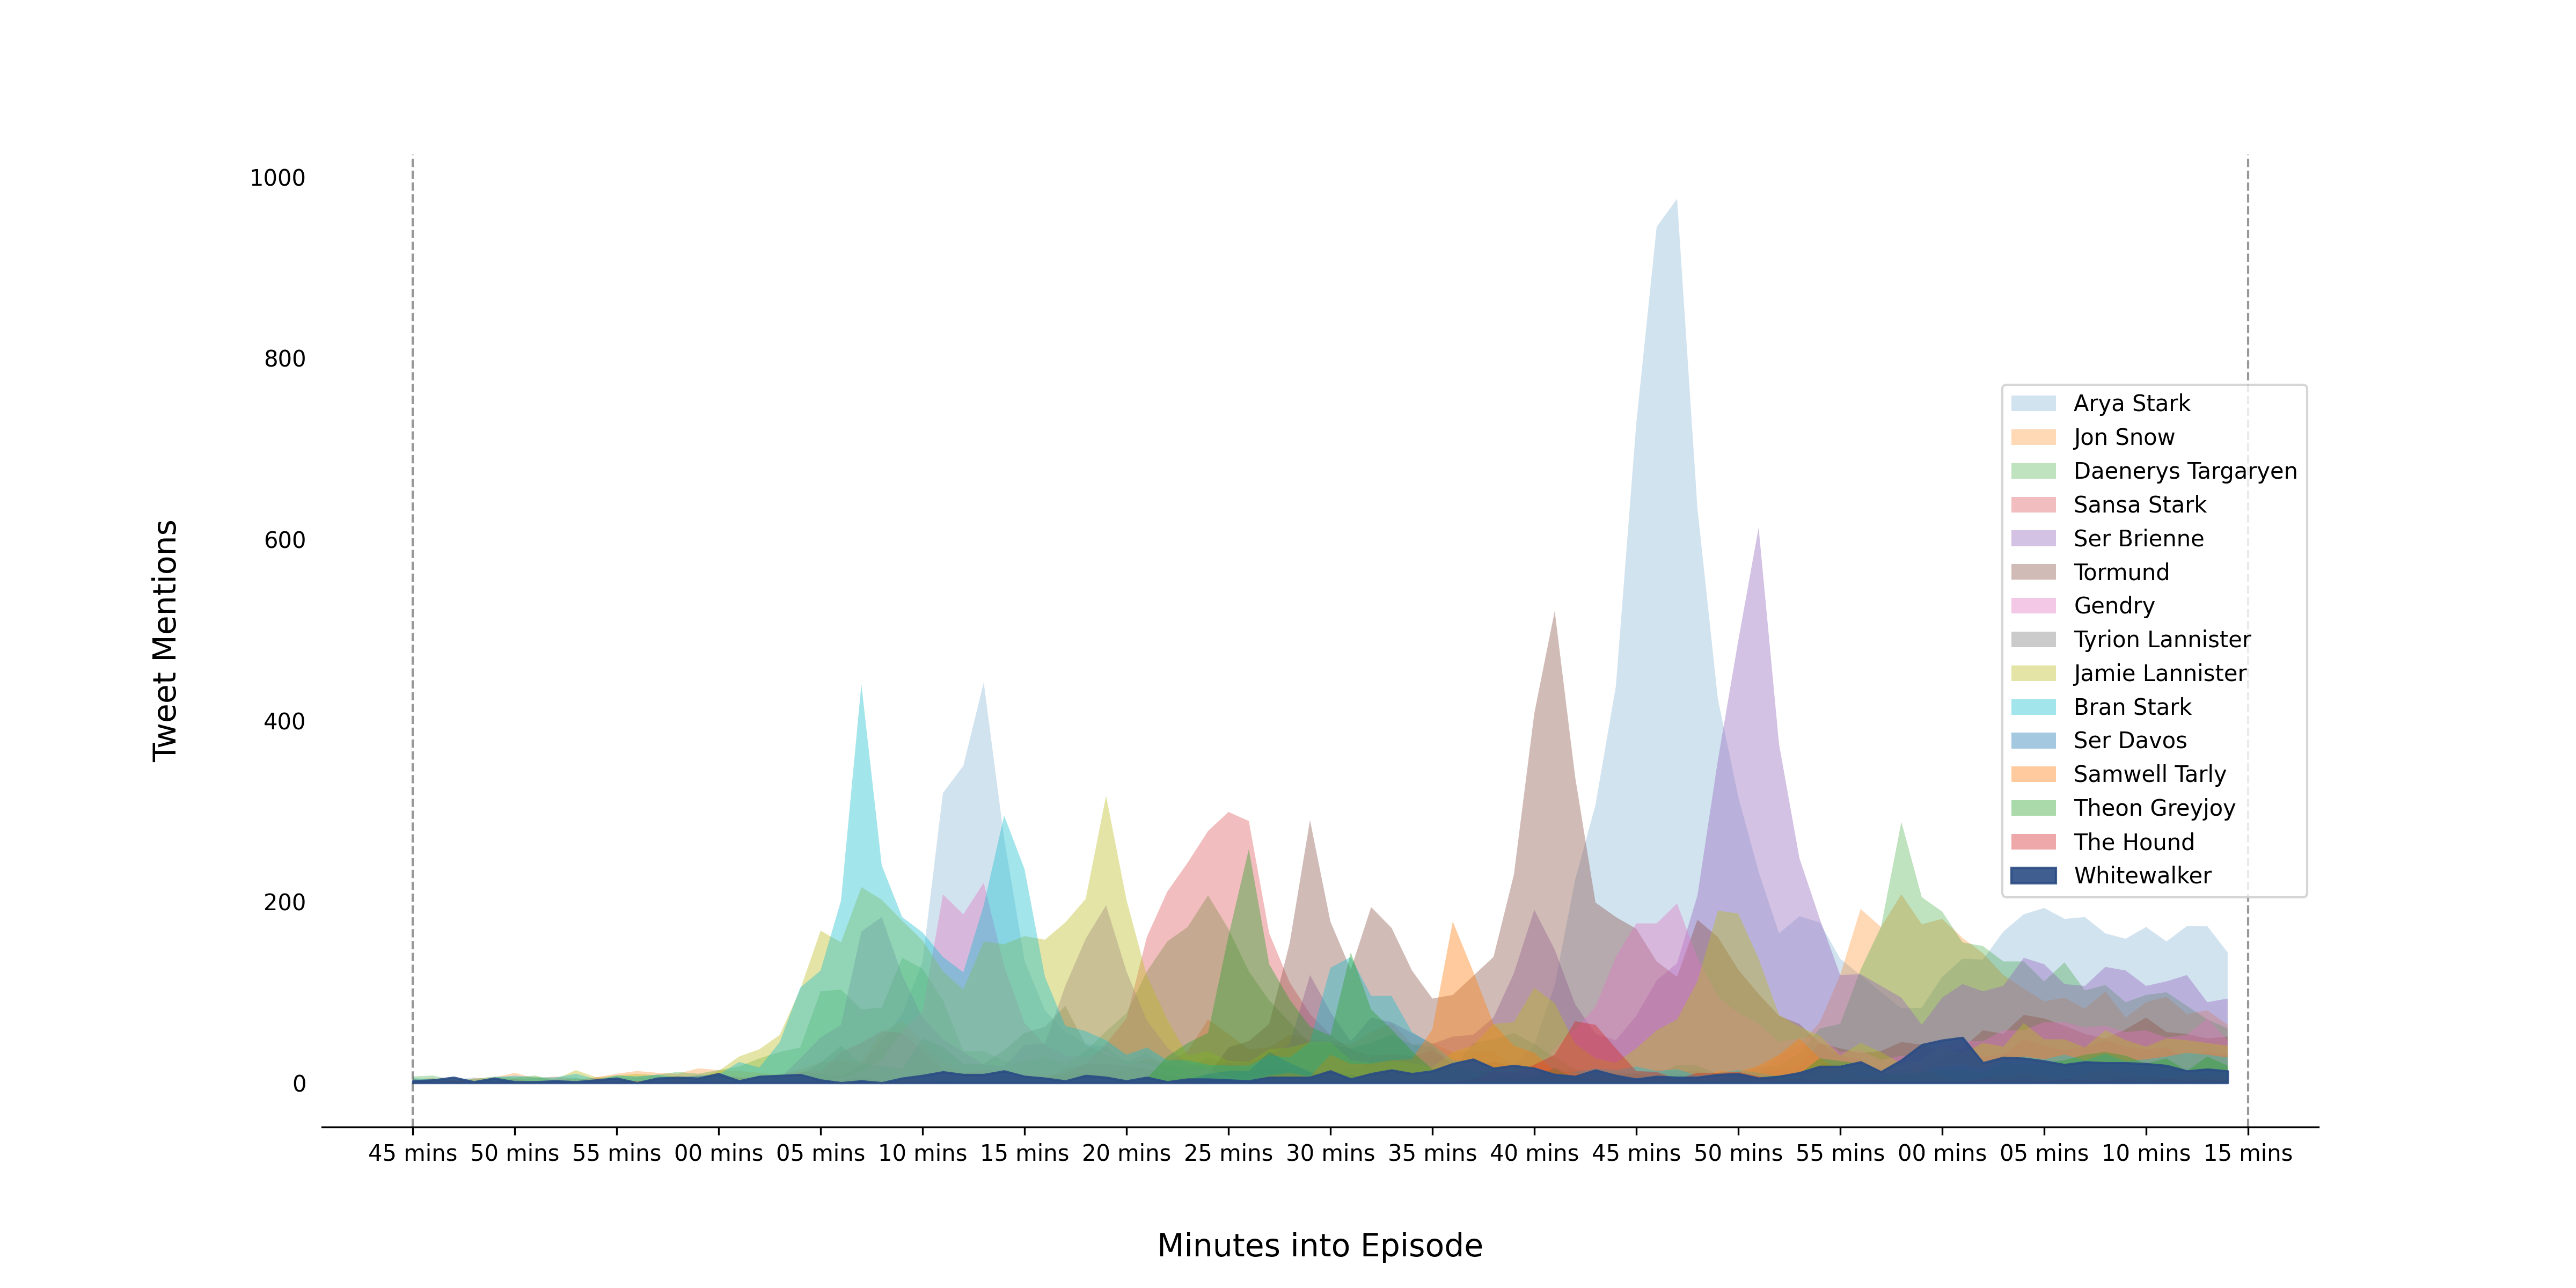 1000
800
600
400
200
0
Tweet Mentions
Arya Stark
Jon Snow
Daenerys Targaryen
Sansa Stark
Ser Brienne
Tormund
Gendry
Tyrion Lannister
Jamie Lannister
Bran Stark
Ser Davos
Samwell Tarly
Theon Greyjoy
The Hound
Whitewalker
45 mins 50 mins 55 mins 00 mins 05 mins 10 mins 15 mins 20 mins 25 mins 30 mins 35 mins 40 mins 45 mins 50 mins 55 mins 00 mins 05 mins 10 mins 15 mins
Minutes into Episode